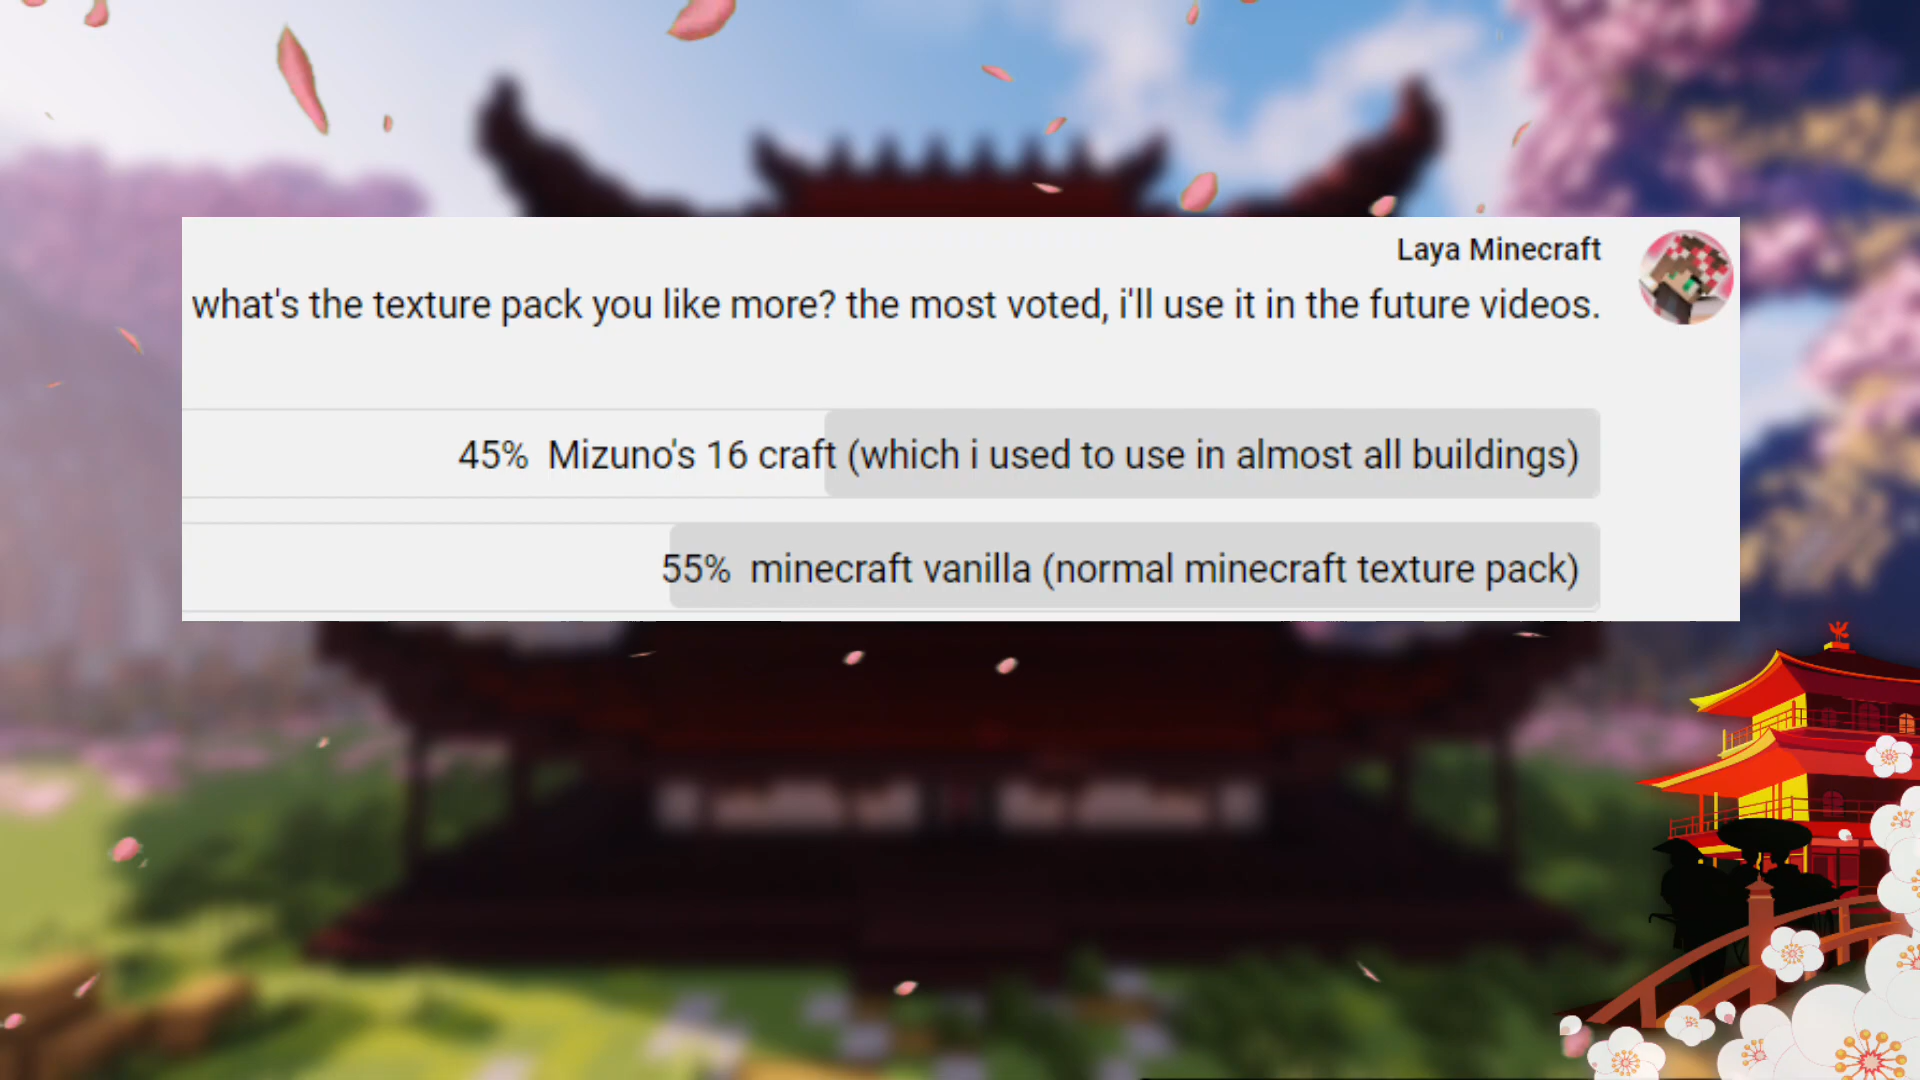 Laya Minecraft
what's the texture pack you like more? the most voted, i'll use it in the future videos.
45% Mizuno's 16 craft (which i used to use in almost all buildings)
55% minecraft vanilla (normal minecraft texture pack)